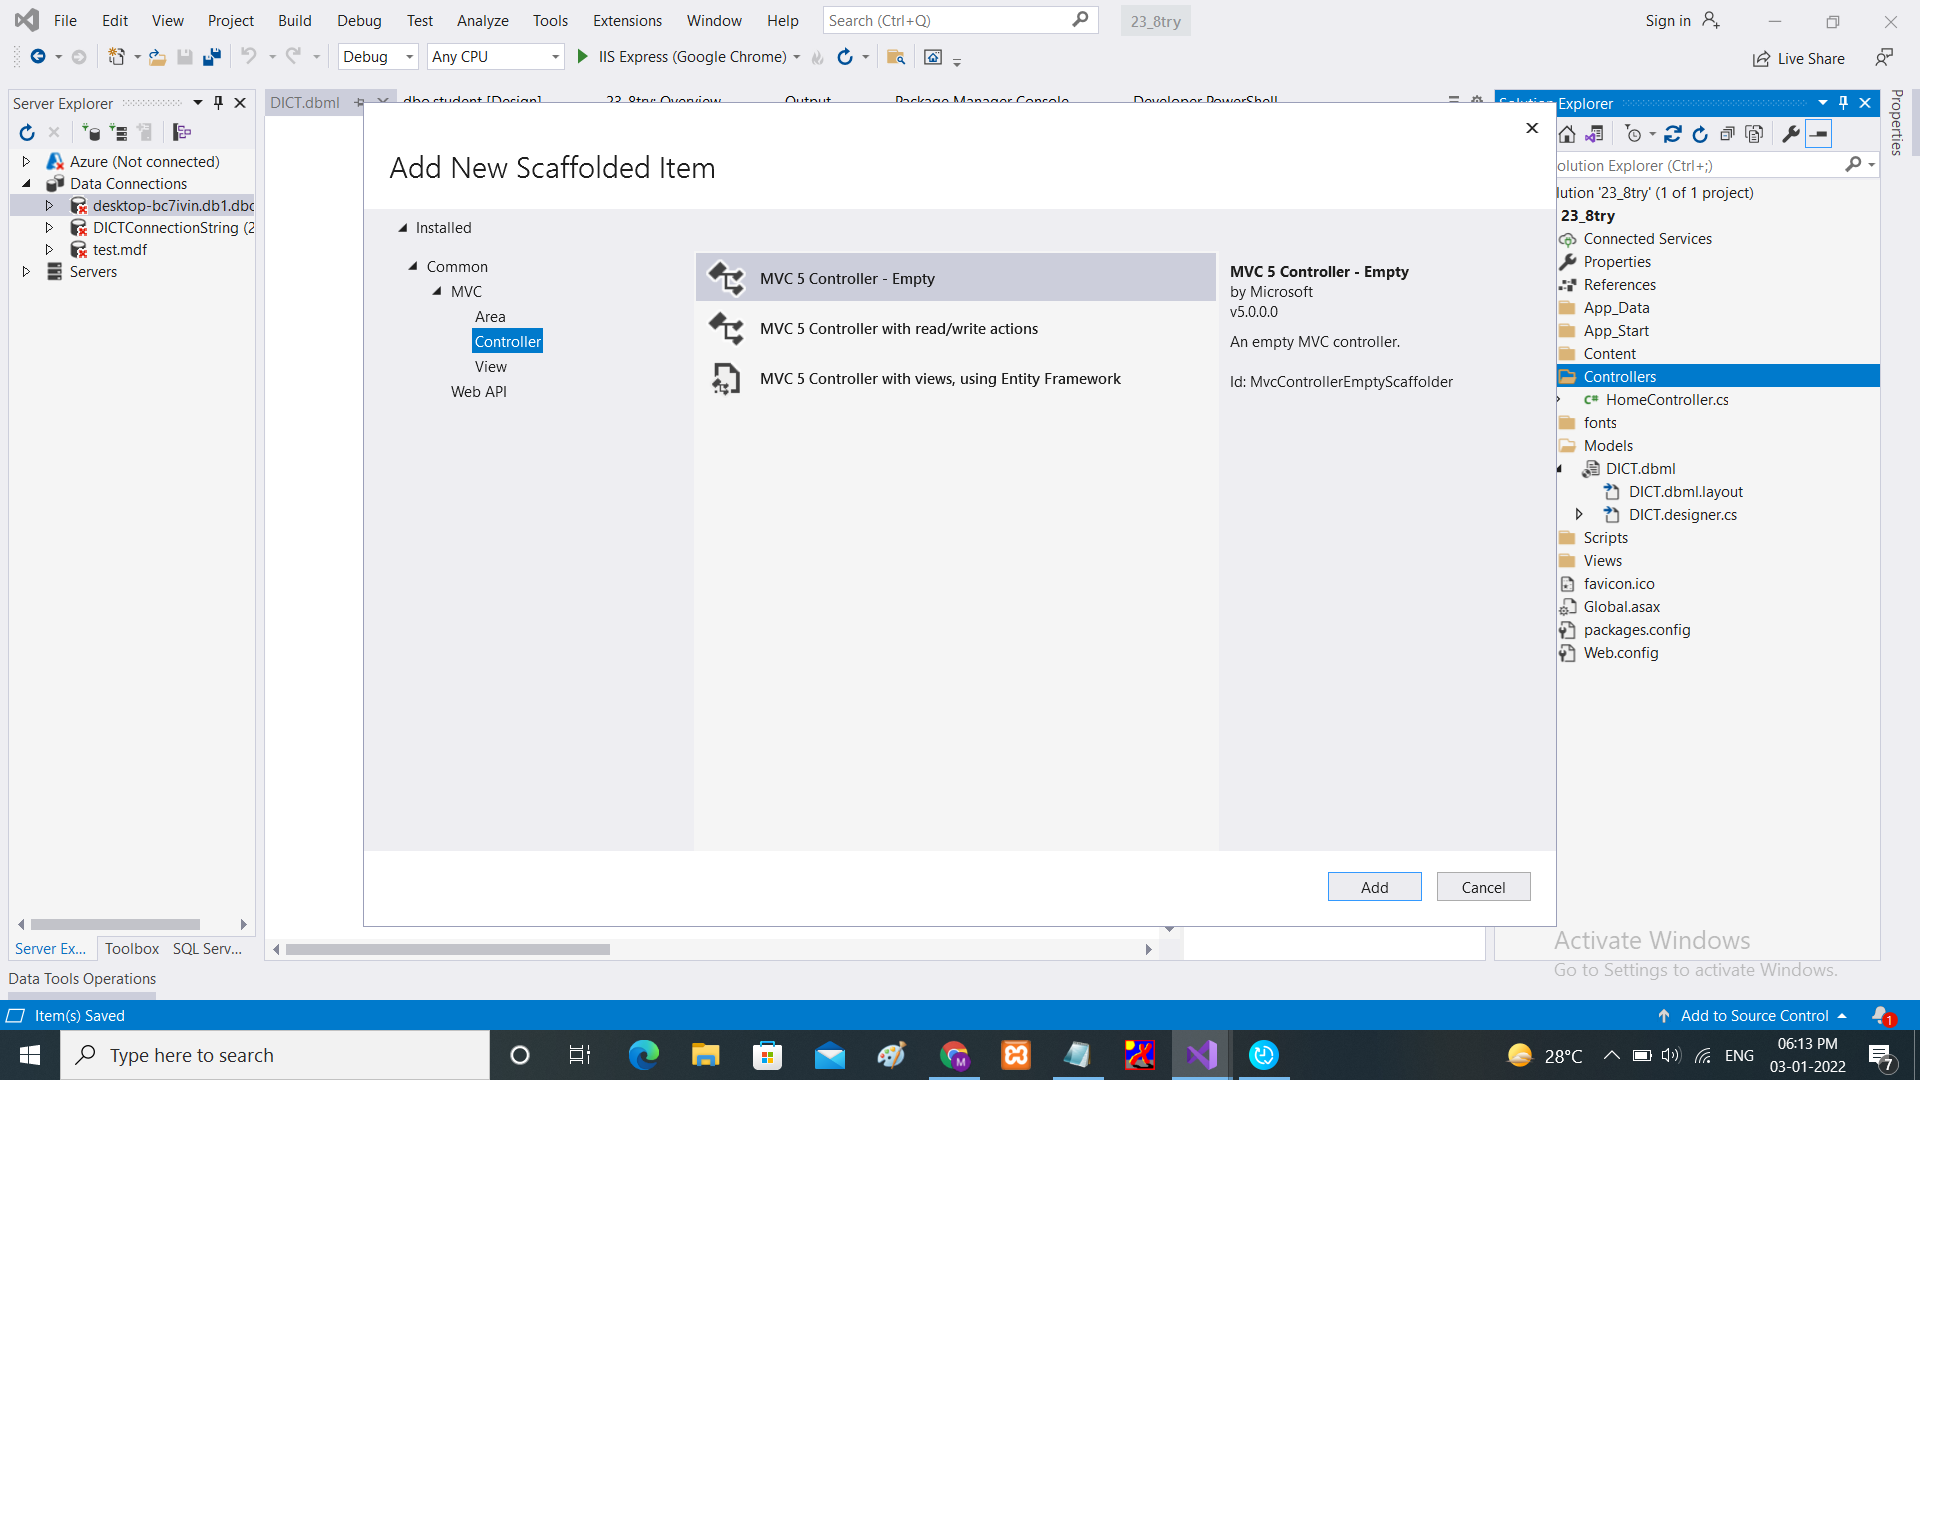 File Edit View Project Build Debug Test Analyze Tools Extensions Window Help Search (Ctrl+Q) 23_8try Sign in
Debug Any CPU IIS Express (Google Chrome) Live Share
Server Explorer
Azure (Not connected)
Data Connections
desktop-bc7ivin.db1.dbo
DICTConnectionString (2
test.mdf
Servers
Server Ex... Toolbox SQL Serv...
Data Tools Operations
DICT.dbml dbo.student [Design] 23_8try: Overview Output Package Manager Console Developer PowerShell
Add New Scaffolded Item
Installed
Common
MVC
Area
Controller
View
Web API
MVC 5 Controller - Empty
MVC 5 Controller with read/write actions
MVC 5 Controller with views, using Entity Framework
MVC 5 Controller - Empty
by Microsoft
v5.0.0.0
An empty MVC controller.
Id: MvcControllerEmptyScaffolder
Add Cancel
Solution Explorer
olution Explorer (Ctrl+;)
lution '23_8try' (1 of 1 project)
23_8try
Connected Services
Properties
References
App_Data
App_Start
Content
Controllers
C# HomeController.cs
fonts
Models
DICT.dbml
DICT.dbml.layout
DICT.designer.cs
Scripts
Views
favicon.ico
Global.asax
packages.config
Web.config
Properties
Activate Windows
Go to Settings to activate Windows.
Item(s) Saved Add to Source Control 1
Type here to search M 28°C ENG 06:13 PM
03-01-2022 7